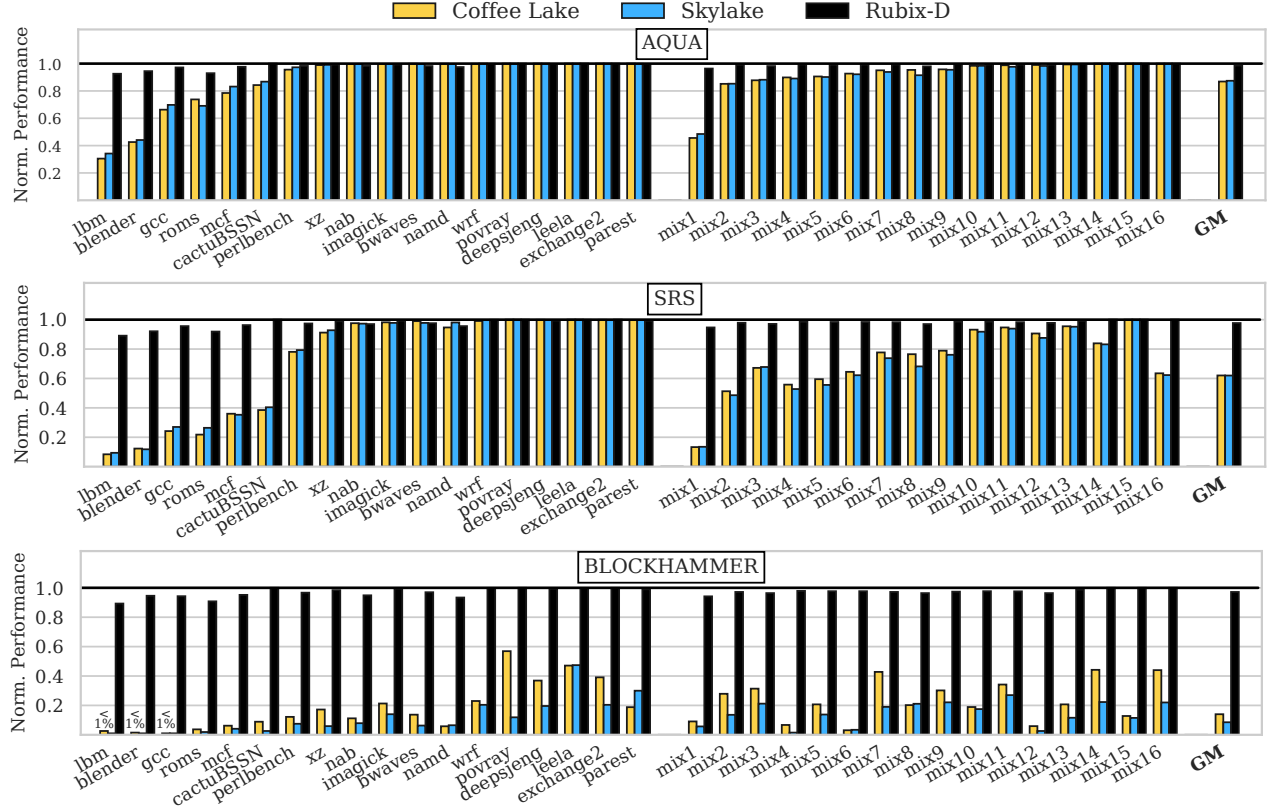 Coffee Lake Skylake Rubix-D
AQUA
Norm. Performance
1.0
0.8
0.6
0.4
0.2
lbm blender gcc roms mcf cactuBSSN perlbench xz nab imagick bwaves namd wrf povray deepsjeng leela exchange2 parest mix1 mix2 mix3 mix4 mix5 mix6 mix7 mix8 mix9 mix10 mix11 mix12 mix13 mix14 mix15 mix16 GM
SRS
Norm. Performance
1.0
0.8
0.6
0.4
0.2
lbm blender gcc roms mcf cactuBSSN perlbench xz nab imagick bwaves namd wrf povray deepsjeng leela exchange2 parest mix1 mix2 mix3 mix4 mix5 mix6 mix7 mix8 mix9 mix10 mix11 mix12 mix13 mix14 mix15 mix16 GM
BLOCKHAMMER
Norm. Performance
1.0
0.8
0.6
0.4
0.2
< < <
1% 1% 1%
lbm blender gcc roms mcf cactuBSSN perlbench xz nab imagick bwaves namd wrf povray deepsjeng leela exchange2 parest mix1 mix2 mix3 mix4 mix5 mix6 mix7 mix8 mix9 mix10 mix11 mix12 mix13 mix14 mix15 mix16 GM